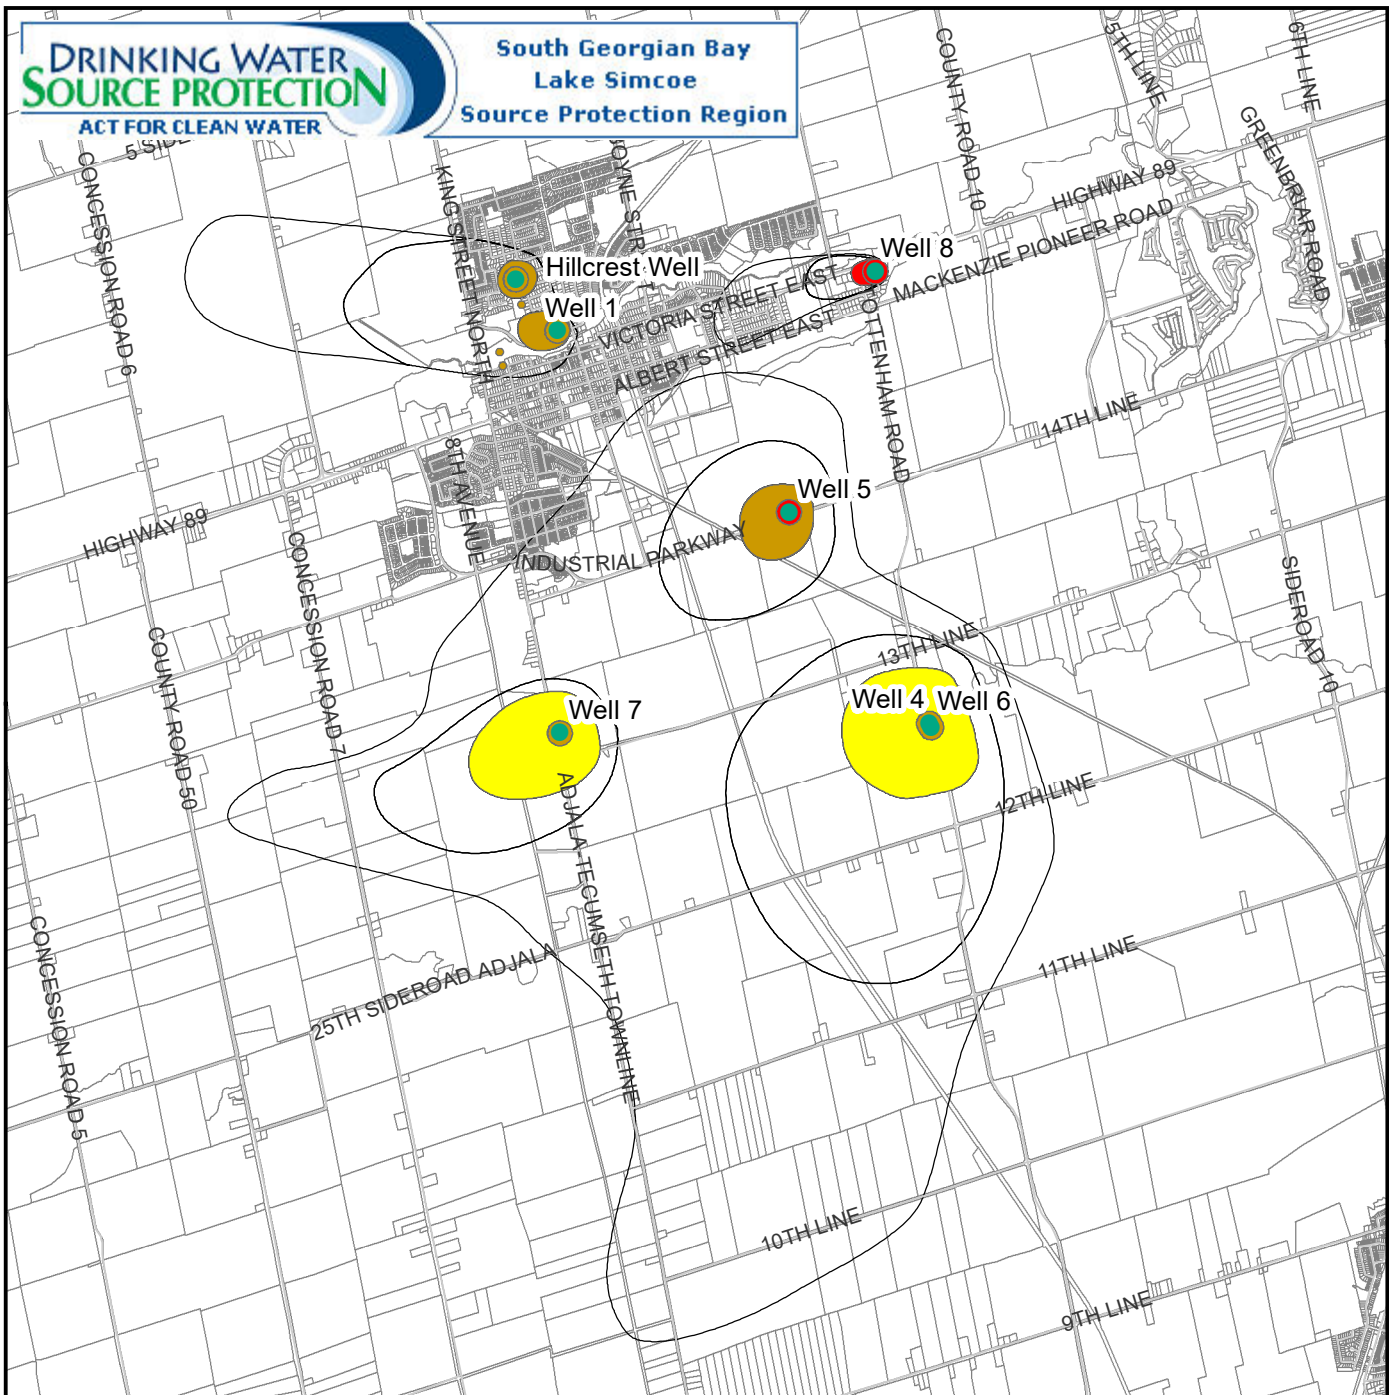 DRINKING WATER
SOURCE PROTECTION
ACT FOR CLEAN WATER
South Georgian Bay
Lake Simcoe
Source Protection Region
COUNTY ROAD 10
5TH LINE
6TH LINE
GREENBRIAR ROAD
HIGHWAY 89
MACKENZIE PIONEER ROAD
CONCESSION ROAD 6
KING STREET NORTH
Hillcrest Well
Well 1
Well 8
VICTORIA STREET EAST
ALBERT STREET EAST
TOTTENHAM ROAD
14TH LINE
8TH AVENUE
Well 5
HIGHWAY 89
INDUSTRIAL PARKWAY
CONCESSION ROAD 7
COUNTY ROAD 50
SIDEROAD 10
13TH LINE
Well 7
Well 4
Well 6
12TH LINE
ADJALA-TECUMSETH TOWNLINE
25TH SIDEROAD ADJALA
11TH LINE
CONCESSION ROAD 5
10TH LINE
9TH LINE